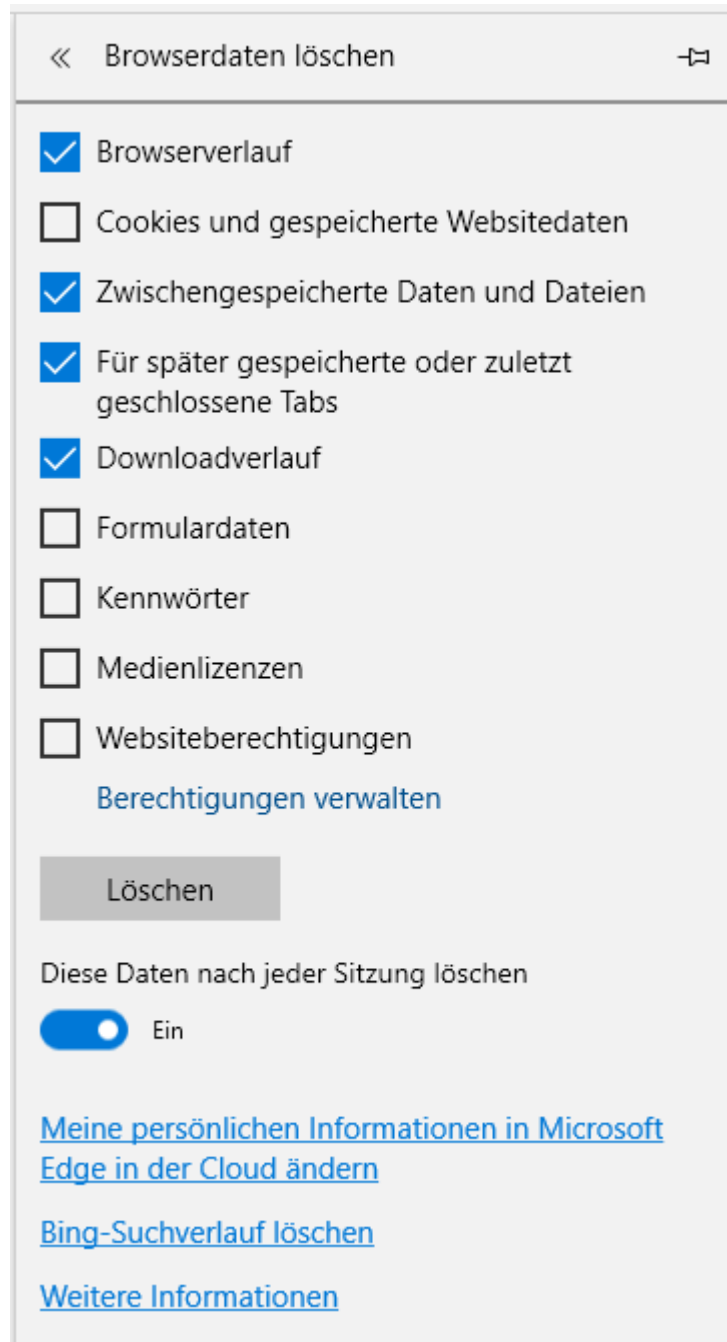 Browserdaten löschen
Browserverlauf
Cookies und gespeicherte Websitedaten
Zwischengespeicherte Daten und Dateien
Für später gespeicherte oder zuletzt
geschlossene Tabs
Downloadverlauf
Formulardaten
Kennwörter
Medienlizenzen
Websiteberechtigungen
Berechtigungen verwalten
Löschen
Diese Daten nach jeder Sitzung löschen
Ein
Meine persönlichen Informationen in Microsoft
Edge in der Cloud ändern
Bing-Suchverlauf löschen
Weitere Informationen